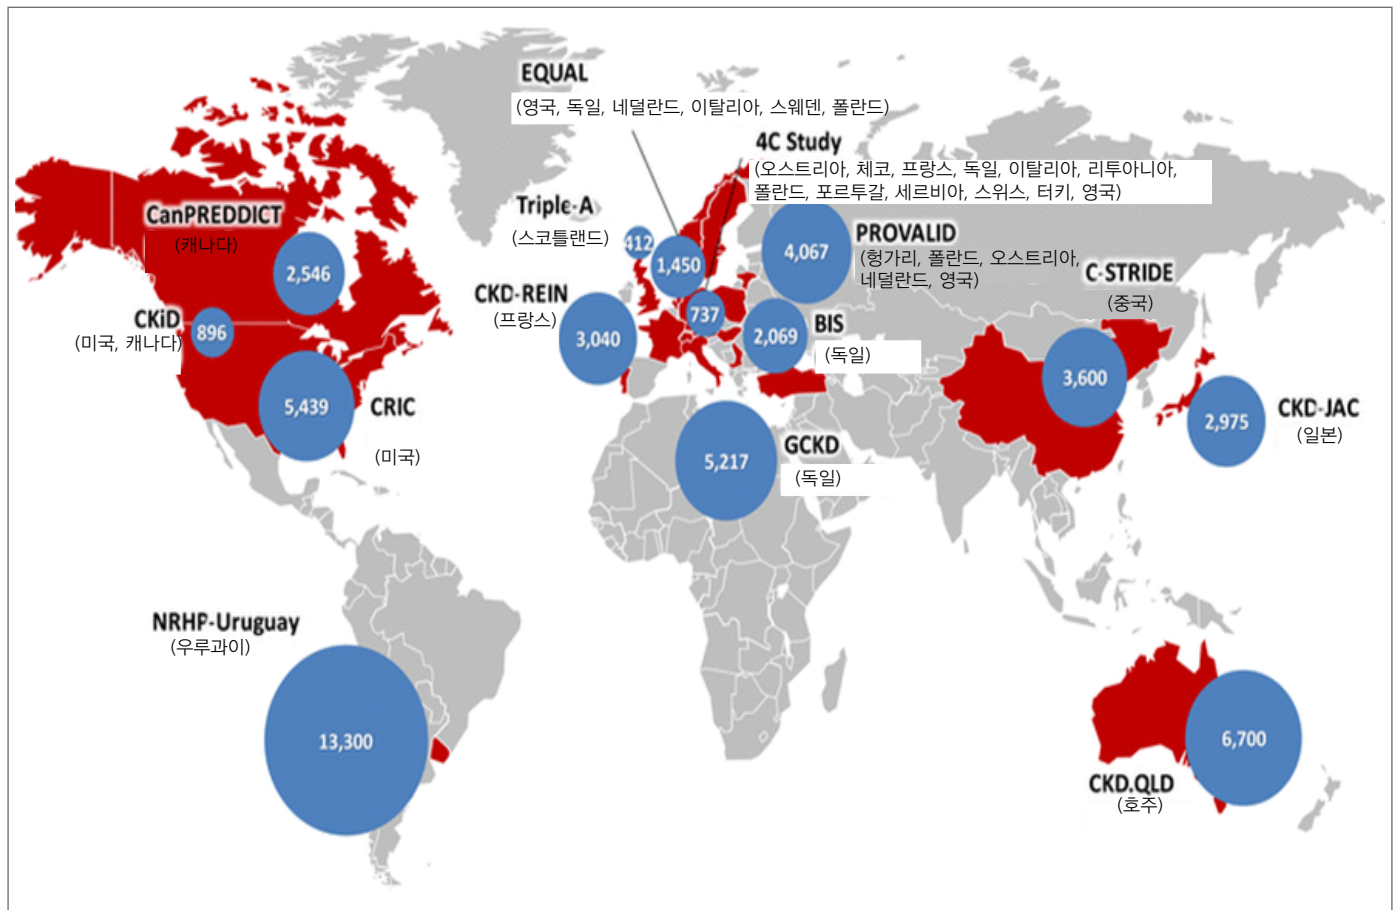 EQUAL
(영국, 독일, 네덜란드, 이탈리아, 스웨덴, 폴란드)
4C Study
(오스트리아, 체코, 프랑스, 독일, 이탈리아, 리투아니아,
폴란드, 포르투갈, 세르비아, 스위스, 터키, 영국)
Triple-A
(스코틀랜드)
412
1,450
4,067
PROVALID
(헝가리, 폴란드, 오스트리아,
네덜란드, 영국)
CanPREDDICT
(캐나다)
2,546
C-STRIDE
(중국)
3,600
CKD-REIN
(프랑스)
3,040
737
2,069
BIS
(독일)
CKiD
(미국, 캐나다)
896
5,439
CRIC
(미국)
CKD-JAC
(일본)
2,975
5,217
GCKD
(독일)
NRHP-Uruguay
(우루과이)
13,300
6,700
CKD.QLD
(호주)